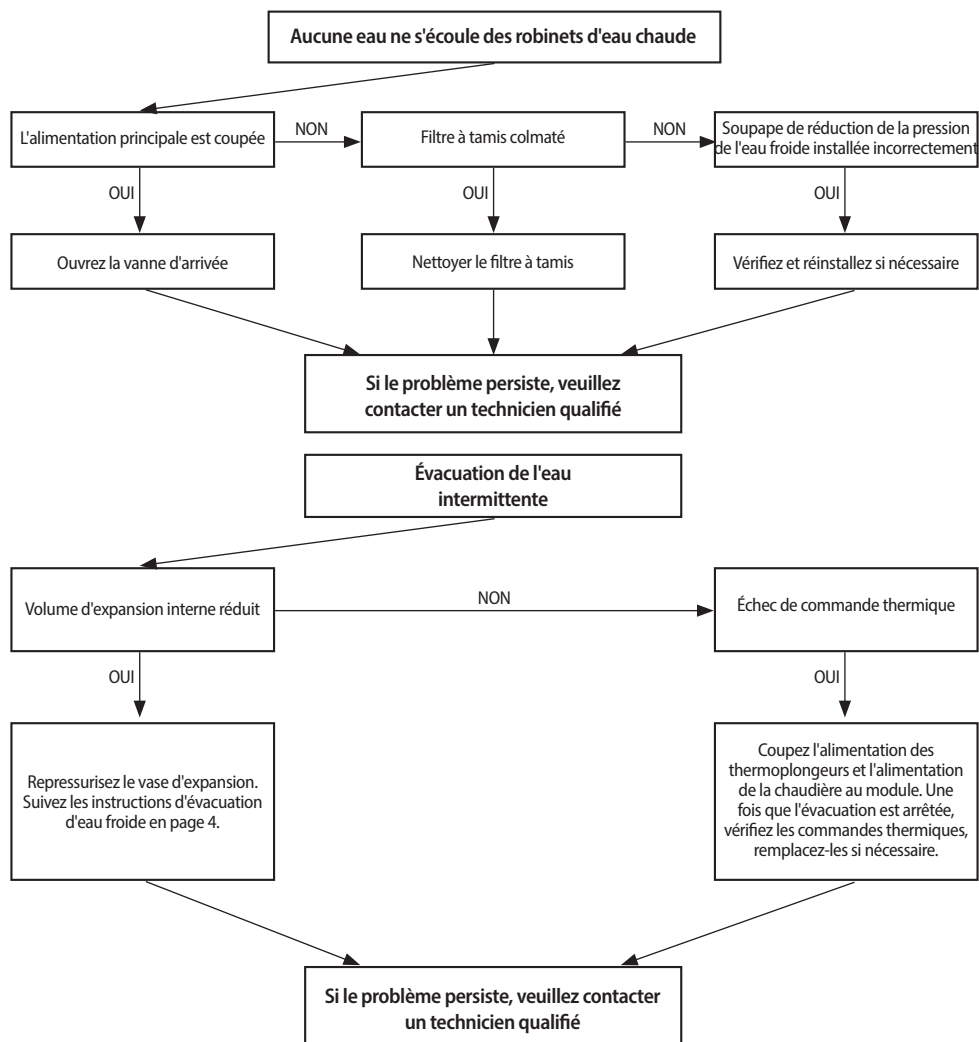 Aucune eau ne s'écoule des robinets d'eau chaude
L'alimentation principale est coupée
NON
Filtre à tamis colmaté
NON
Soupape de réduction de la pression
de l'eau froide installée incorrectement
OUI
OUI
OUI
Ouvrez la vanne d'arrivée
Nettoyer le filtre à tamis
Vérifiez et réinstallez si nécessaire
Si le problème persiste, veuillez
contacter un technicien qualifié
Évacuation de l'eau
intermittente
Volume d'expansion interne réduit
NON
Échec de commande thermique
OUI
OUI
Repressurisez le vase d'expansion.
Suivez les instructions d'évacuation
d'eau froide en page 4.
Coupez l'alimentation des
thermoplongeurs et l'alimentation
de la chaudière au module. Une
fois que l'évacuation est arrêtée,
vérifiez les commandes thermiques,
remplacez-les si nécessaire.
Si le problème persiste, veuillez contacter
un technicien qualifié